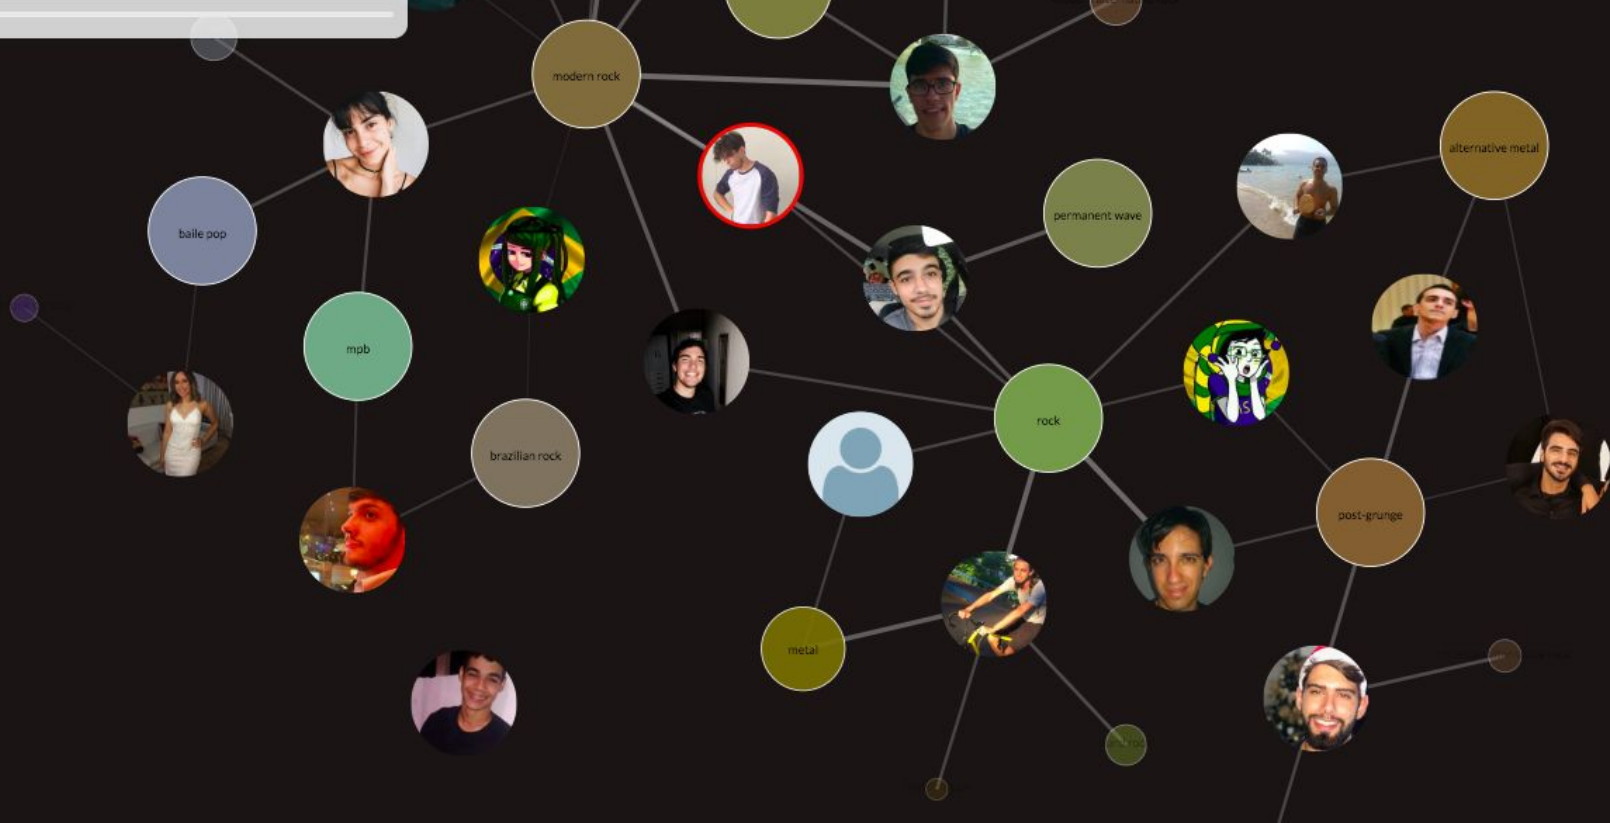 modern rock
alternative metal
permanent wave
baile pop
mpb
rock
brazilian rock
post-grunge
metal